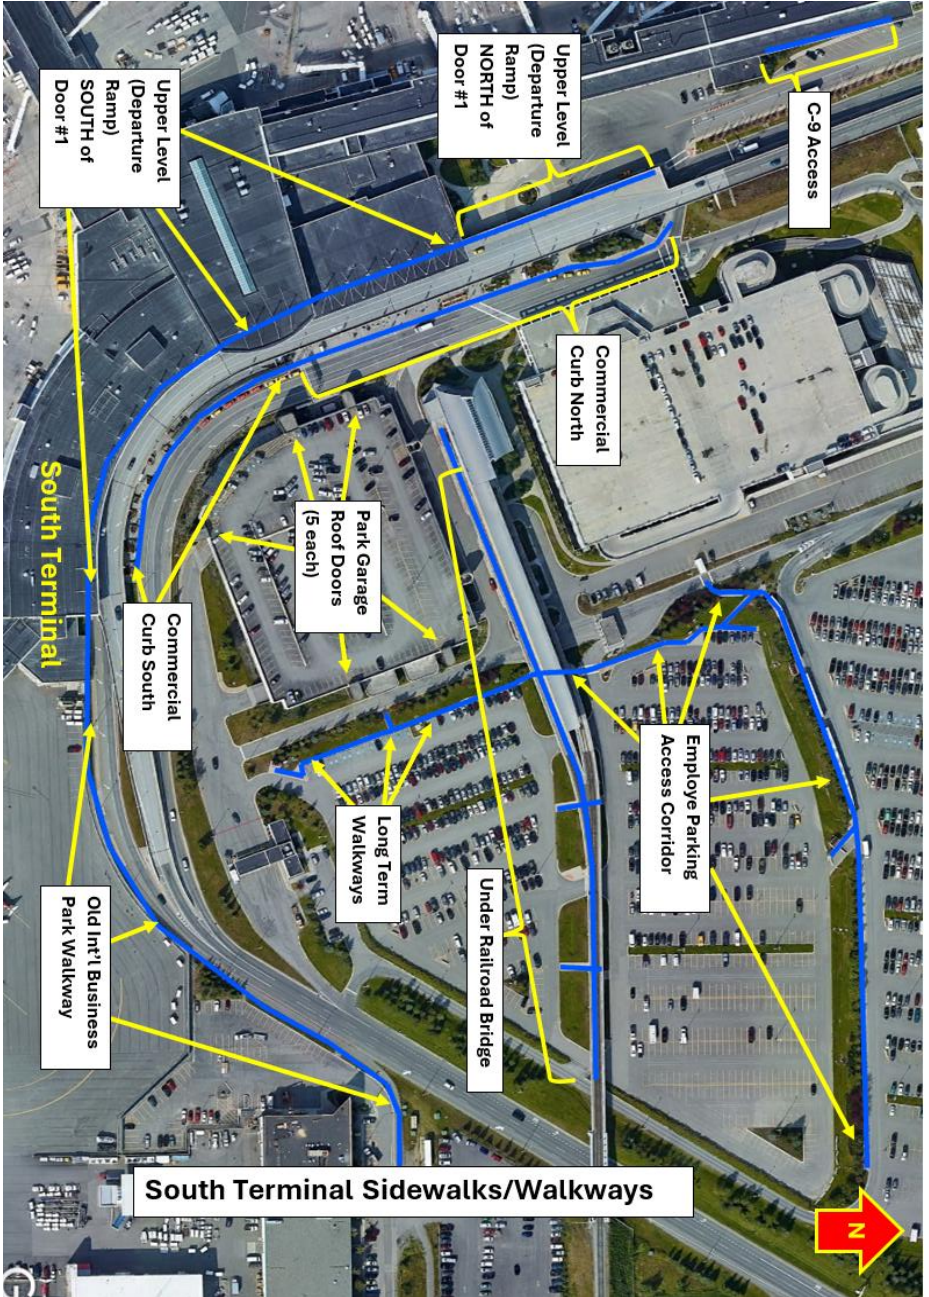 C-9 Access
Upper Level
(Departure
Ramp)
NORTH of
Door #1
Upper Level
(Departure
Ramp)
SOUTH of
Door #1
Commercial
Curb North
Park Garage
Roof Doors
(5 each)
South Terminal
Commercial
Curb South
Employe Parking
Access Corridor
Long Term
Walkways
Under Railroad Bridge
Old Int'l Business
Park Walkway
South Terminal Sidewalks/Walkways
N
G